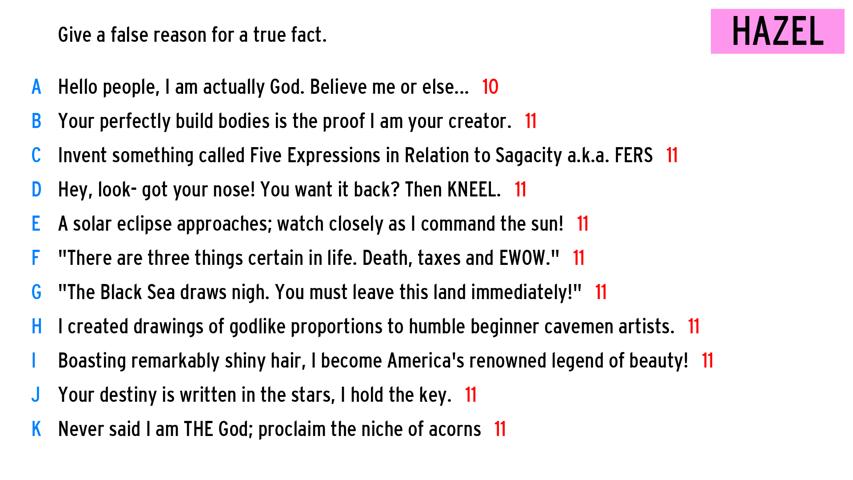 Give a false reason for a true fact.
HAZEL
A Hello people, I am actually God. Believe me or else... 10
B Your perfectly build bodies is the proof I am your creator. 11
C Invent something called Five Expressions in Relation to Sagacity a.k.a. FERS 11
D Hey, look- got your nose! You want it back? Then KNEEL. 11
E A solar eclipse approaches; watch closely as I command the sun! 11
F "There are three things certain in life. Death, taxes and EWOW." 11
G "The Black Sea draws nigh. You must leave this land immediately!" 11
H I created drawings of godlike proportions to humble beginner cavemen artists. 11
I Boasting remarkably shiny hair, I become America's renowned legend of beauty! 11
J Your destiny is written in the stars, I hold the key. 11
K Never said I am THE God; proclaim the niche of acorns 11